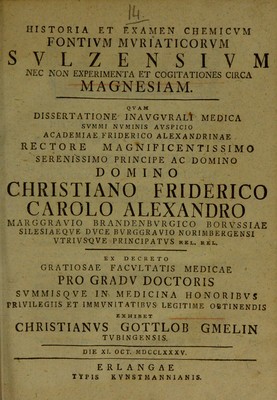 14.
HISTORIA ET EXAMEN CHEMICVM
FONTIVM MVRIATICORVM
SVLZENSIVM
NEC NON EXPERIMENTA ET COGITATIONES CIRCA
MAGNESIAM.
QVAM
DISSERTATIONE INAVGVRALI MEDICA
SVMMI NVMINIS AVSPICIO
ACADEMIAE FRIDERICO ALEXANDRINAE
RECTORE MAGNIFICENTISSIMO
SERENISSIMO PRINCIPE AC DOMINO
DOMINO
CHRISTIANO FRIDERICO
CAROLO ALEXANDRO
MARGGRAVIO BRANDENBVRGICO BORVSSIAE
SILESIAEQVE DVCE BVRGGRAVIO NORIMBERGENSI
VTRIVSQVE PRINCIPATVS REL. REL.
EX DECRETO
GRATIOSAE FACVLTATIS MEDICAE
PRO GRADV DOCTORIS
SVMMISQVE IN MEDICINA HONORIBVS
PRIVILEGIIS ET IMMVNITATIBVS LEGITIME OBTINENDIS
EXHIBET
CHRISTIANVS GOTTLOB GMELIN
TVBINGENSIS.
DIE XI. OCT. MDCCLXXXV.
ERLANGAE
TYPIS KVNSTMANNIANIS.